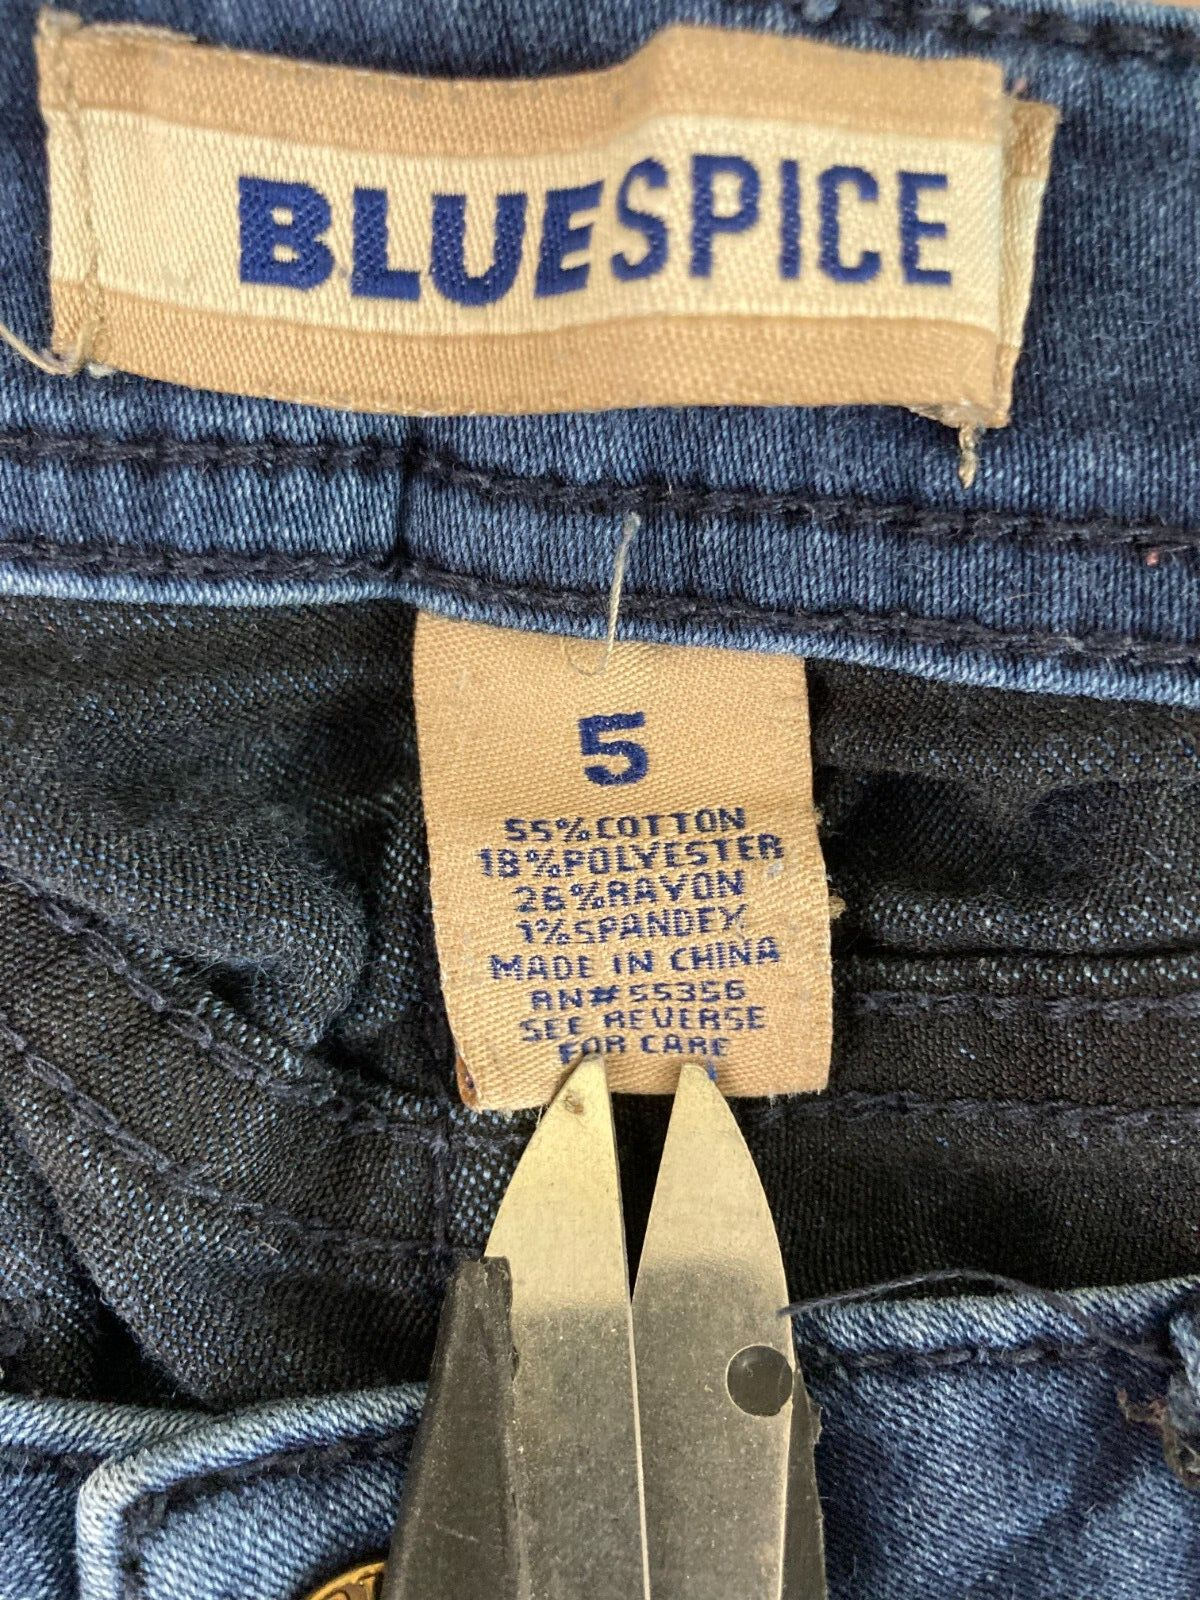 BLUESPICE
5
55% COTTON
18% POLYESTER
26% RAYON
1% SPANDEX
MADE IN CHINA
RN# 55356
SEE REVERSE
FOR CARE